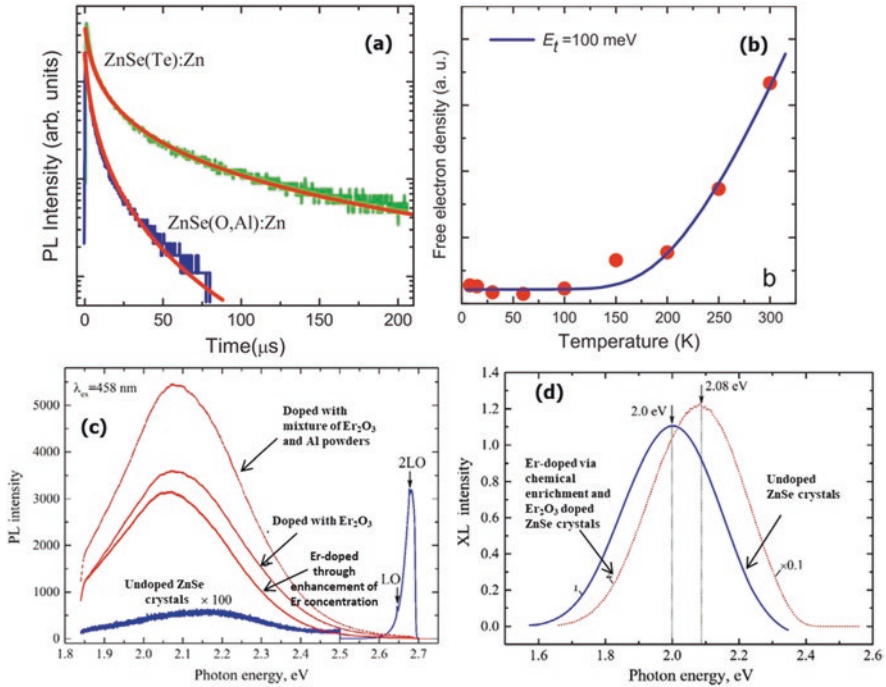 (a)
ZnSe(Te):Zn
ZnSe(O,Al):Zn
PL Intensity (arb, units)
0 50 100 150 200
Time(μs)
(b)
E_t =100 meV
b
Free electron density (a. u.)
0 50 100 150 200 250 300
Temperature (K)
λ_ex=458 nm
(c)
Doped with
mixture of Er₂O₃
and Al powders
Doped with Er₂O₃
Er-doped
through
enhancement of
Er concentration
Undoped ZnSe
crystals
× 100
2LO
LO
PL intensity
5000
4000
3000
2000
1000
0
1.8 1.9 2.0 2.1 2.2 2.3 2.4 2.5 2.6 2.7
Photon energy, eV
(d)
2.0 eV
2.08 eV
Er-doped via
chemical
enrichment and
Er₂O₃ doped
ZnSe crystals
Undoped
ZnSe crystals
×0.1
XL intensity
1.4
1.2
1.0
0.8
0.6
0.4
0.2
0.0
1.6 1.8 2.0 2.2 2.4 2.6
Photon energy, eV